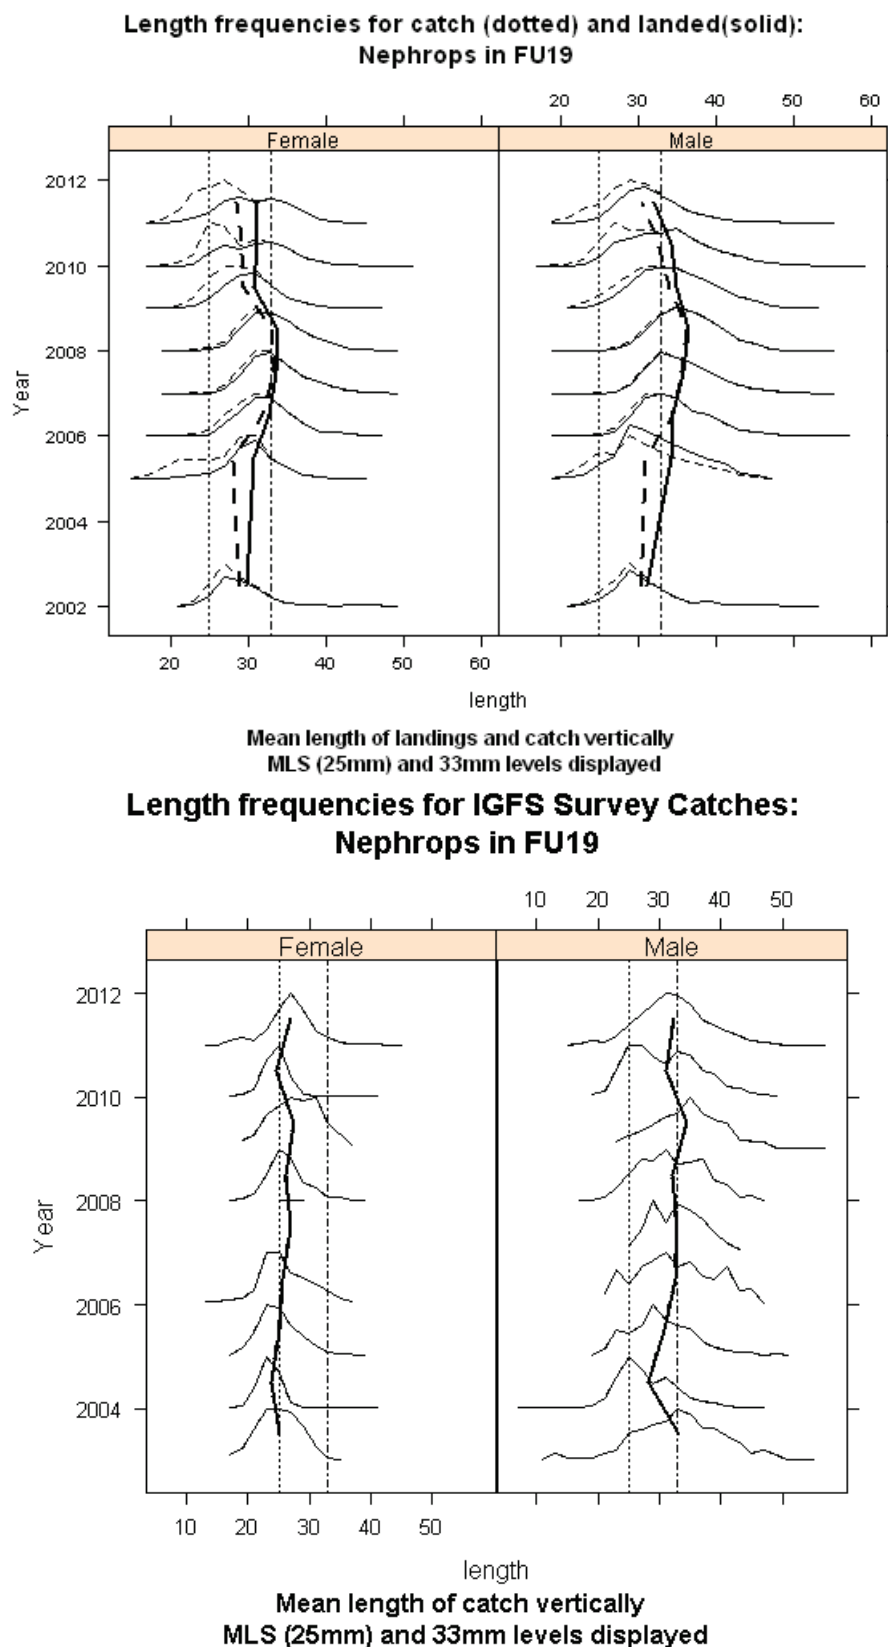 Length frequencies for catch (dotted) and landed(solid):
Nephrops in FU19
20 30 40 50 60
Female Male
2012
2010
2008
2006
2004
2002
Year
20 30 40 50 60
length
Mean length of landings and catch vertically
MLS (25mm) and 33mm levels displayed
Length frequencies for IGFS Survey Catches:
Nephrops in FU19
10 20 30 40 50
Female Male
2012
2010
2008
2006
2004
Year
10 20 30 40 50
length
Mean length of catch vertically
MLS (25mm) and 33mm levels displayed